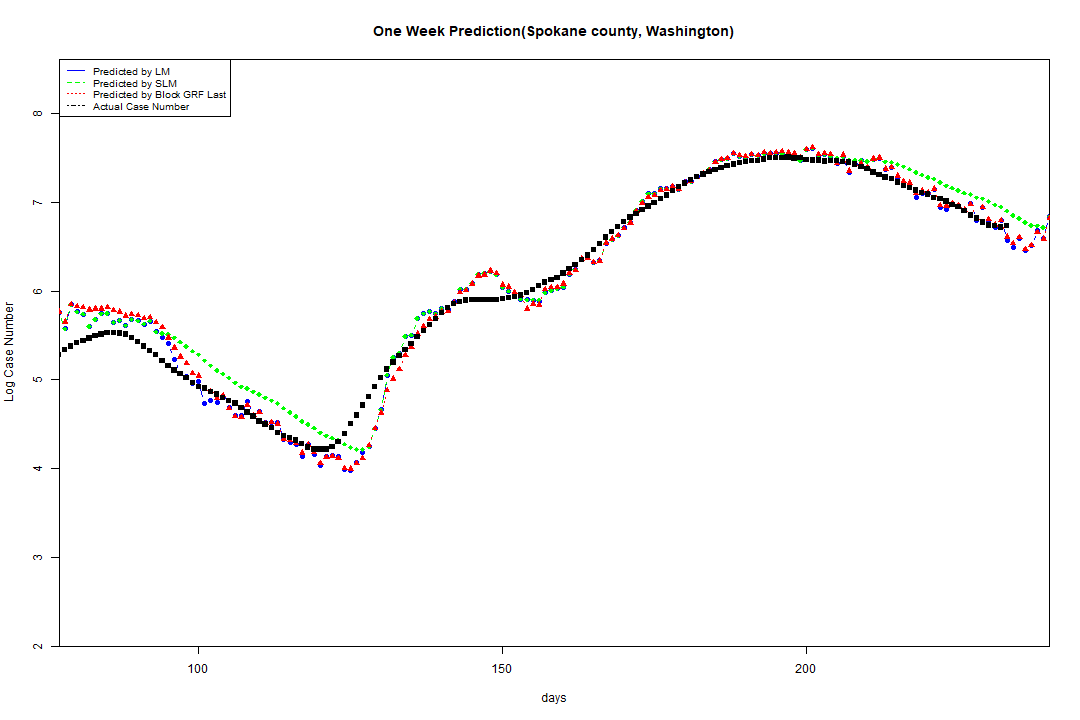 One Week Prediction(Spokane county, Washington)
Predicted by LM
Predicted by SLM
Predicted by Block GRF Last
Actual Case Number
8
7
6
5
4
3
2
Log Case Number
100 150 200
days